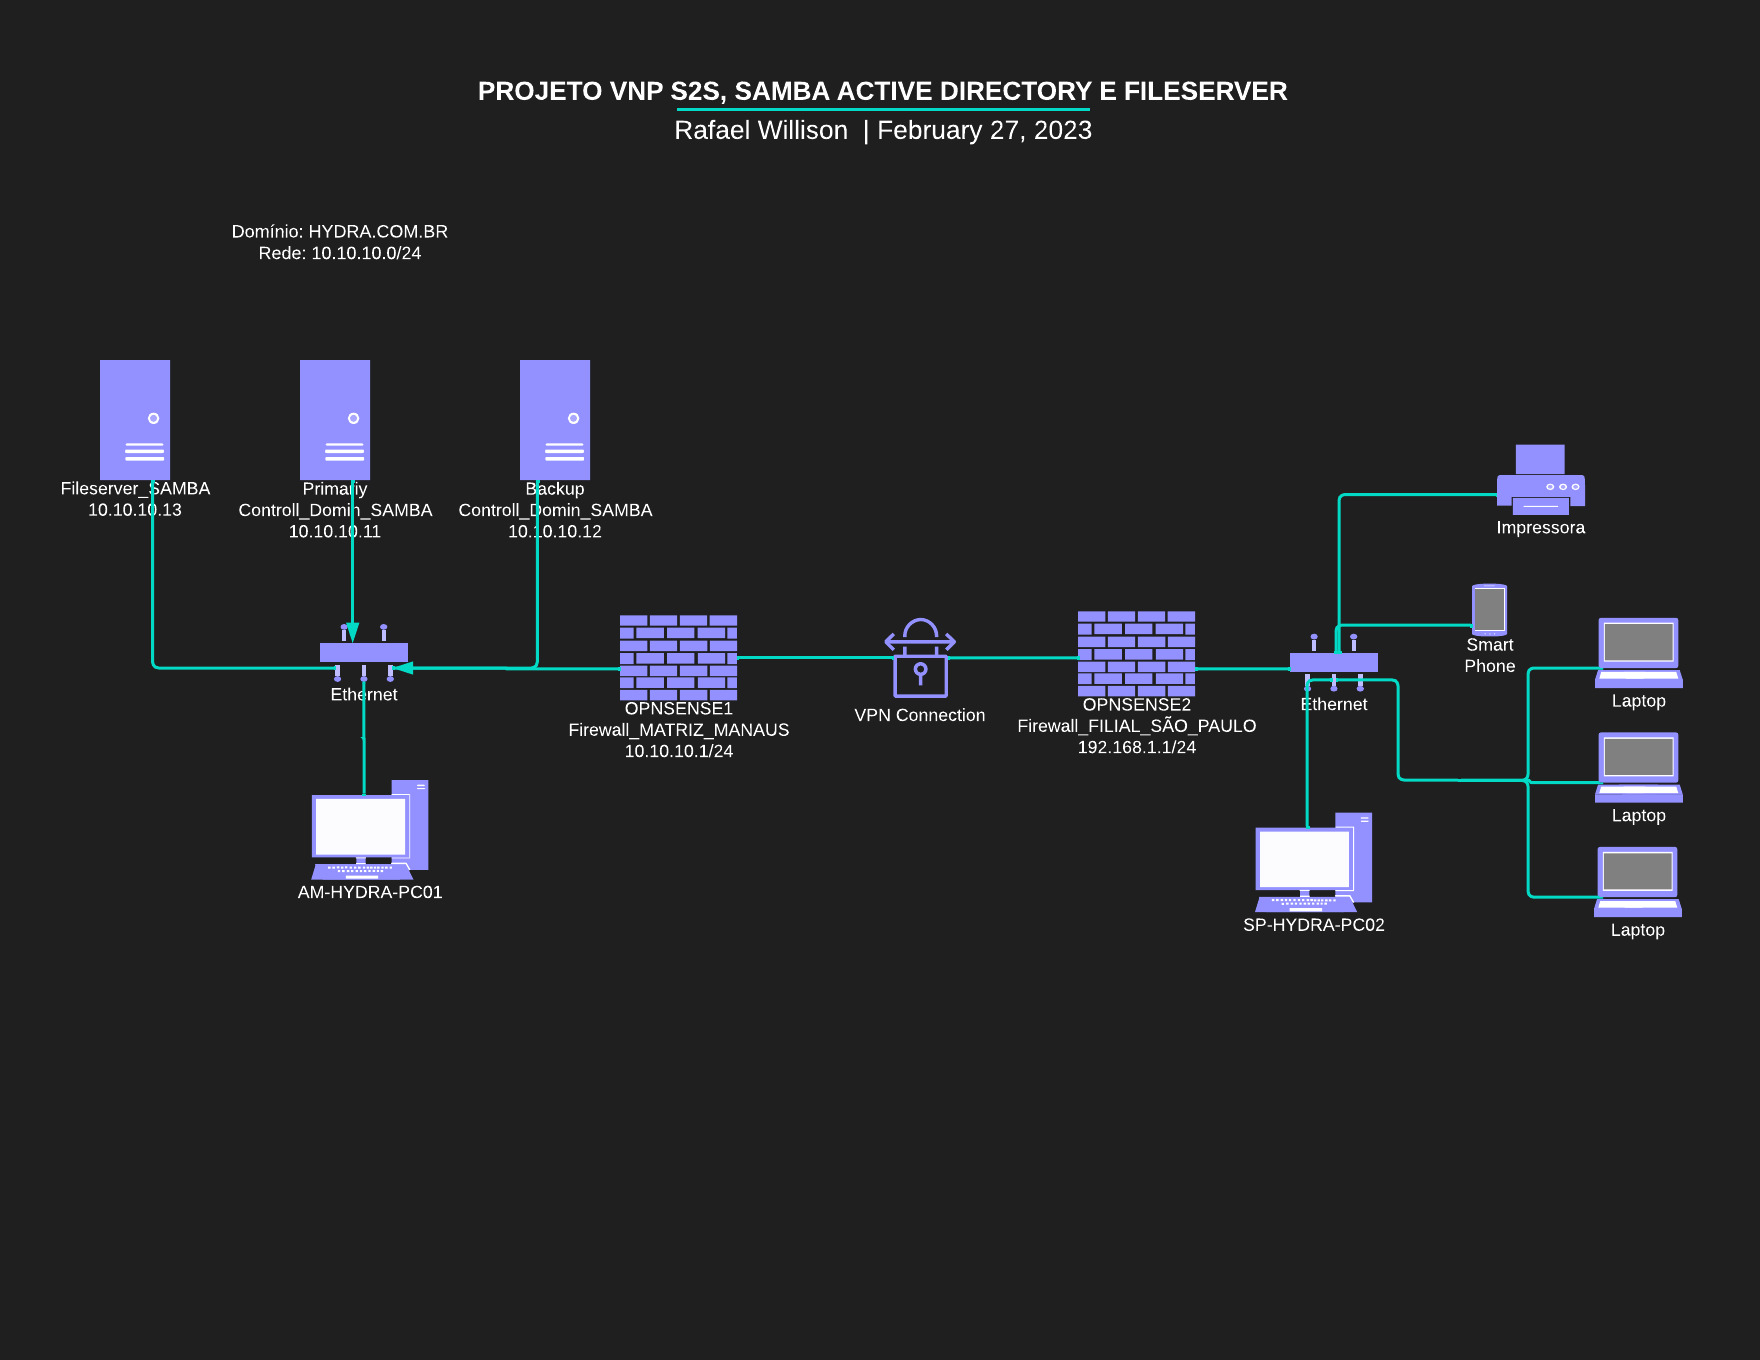 PROJETO VNP S2S, SAMBA ACTIVE DIRECTORY E FILESERVER
Rafael Willison | February 27, 2023
Domínio: HYDRA.COM.BR
Rede: 10.10.10.0/24
Fileserver_SAMBA
10.10.10.13
Primariy
Controll_Domin_SAMBA
10.10.10.11
Backup
Controll_Domin_SAMBA
10.10.10.12
Ethernet
AM-HYDRA-PC01
OPNSENSE1
Firewall_MATRIZ_MANAUS
10.10.10.1/24
VPN Connection
OPNSENSE2
Firewall_FILIAL_SÃO_PAULO
192.168.1.1/24
Ethernet
SP-HYDRA-PC02
Impressora
Smart
Phone
Laptop
Laptop
Laptop